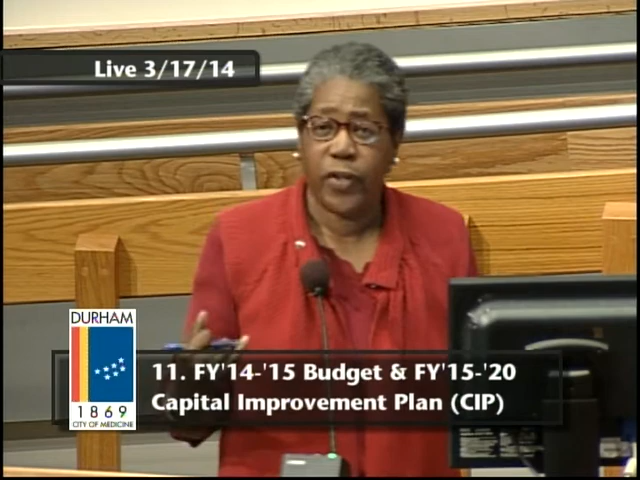 Live 3/17/14
DURHAM
1869
CITY OF MEDICINE
11. FY'14-'15 Budget & FY'15-'20
Capital Improvement Plan (CIP)